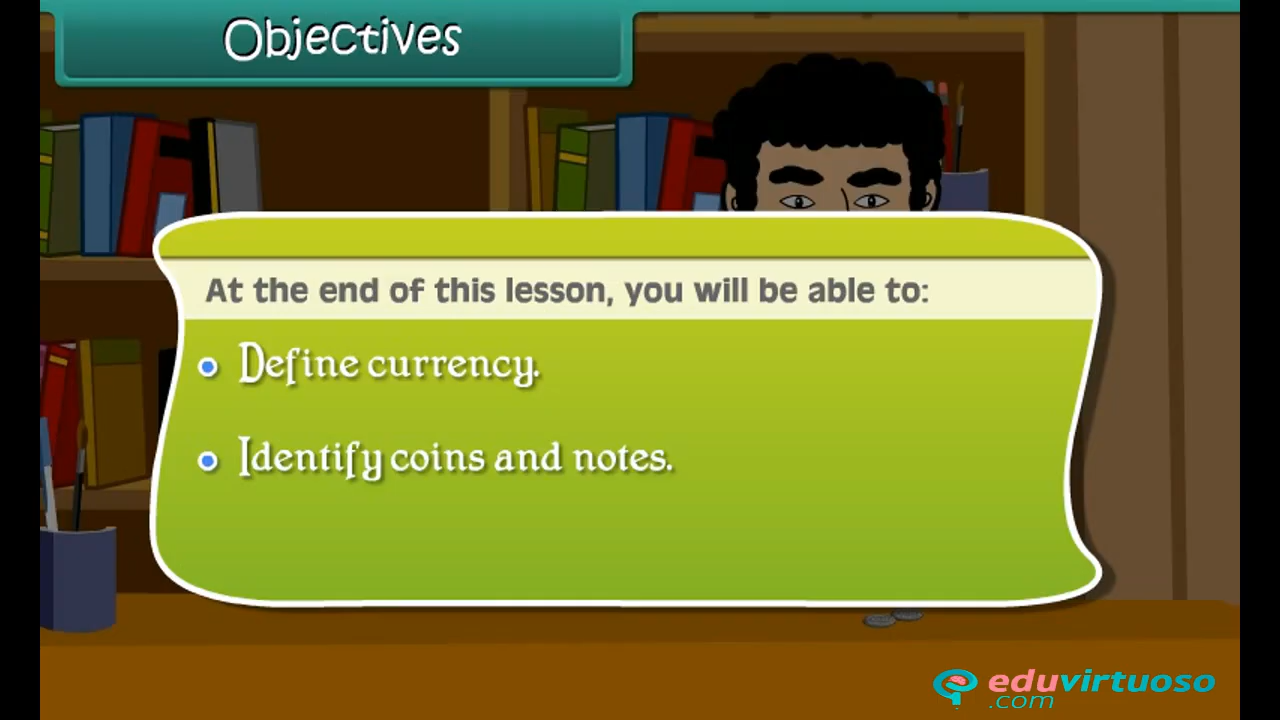 Objectives
At the end of this lesson, you will be able to:
Define currency.
Identify coins and notes.
eduvirtuoso
.com